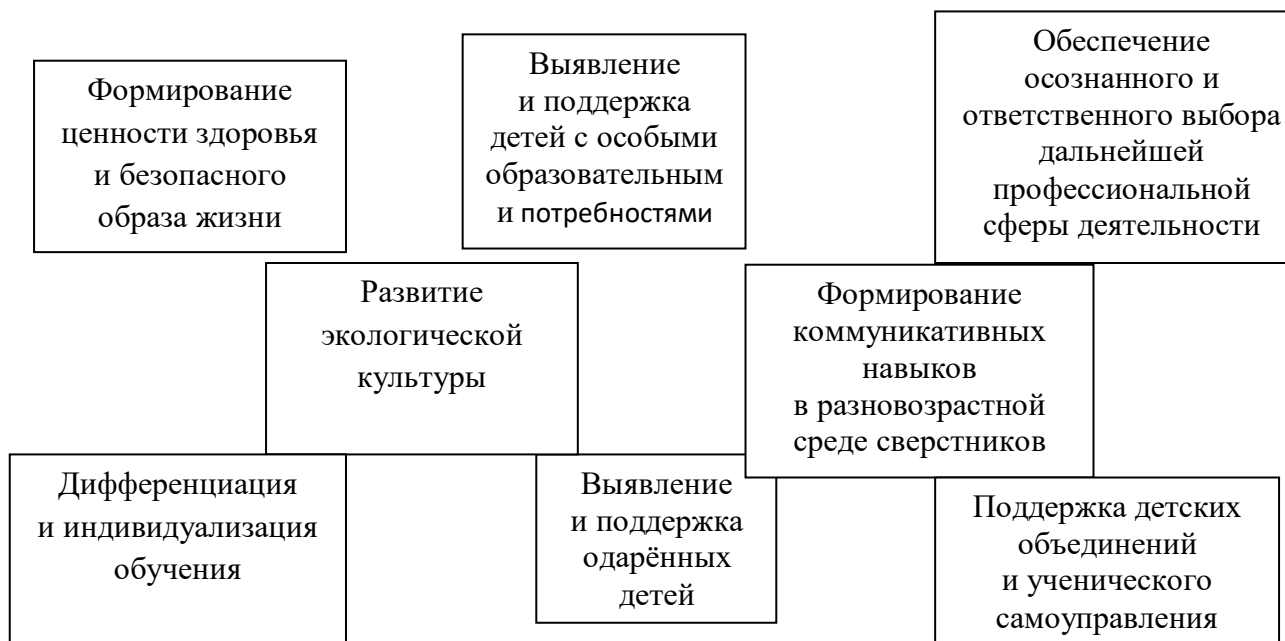 Формирование
ценности здоровья
и безопасного
образа жизни
Выявление
и поддержка
детей с особыми
образовательным
и потребностями
Обеспечение
осознанного и
ответственного выбора
дальнейшей
профессиональной
сферы деятельности
Развитие
экологической
культуры
Формирование
коммуникативных
навыков
в разновозрастной
среде сверстников
Дифференциация
и индивидуализация
обучения
Выявление
и поддержка
одарённых
детей
Поддержка детских
объединений
и ученического
самоуправления